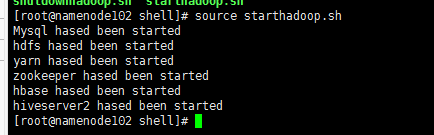 shutdownhadoop.sh starthadoop.sh
[root@namenode102 shell]# source starthadoop.sh
Mysql hased been started
hdfs hased been started
yarn hased been started
zookeeper hased been started
hbase hased been started
hiveserver2 hased been started
[root@namenode102 shell]#